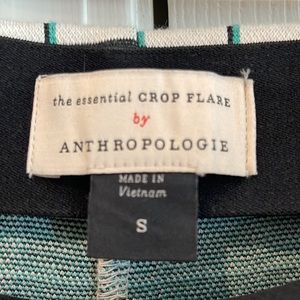 the essential CROP FLARE
by
ANTHROPOLOGIE
MADE IN
Vietnam
S